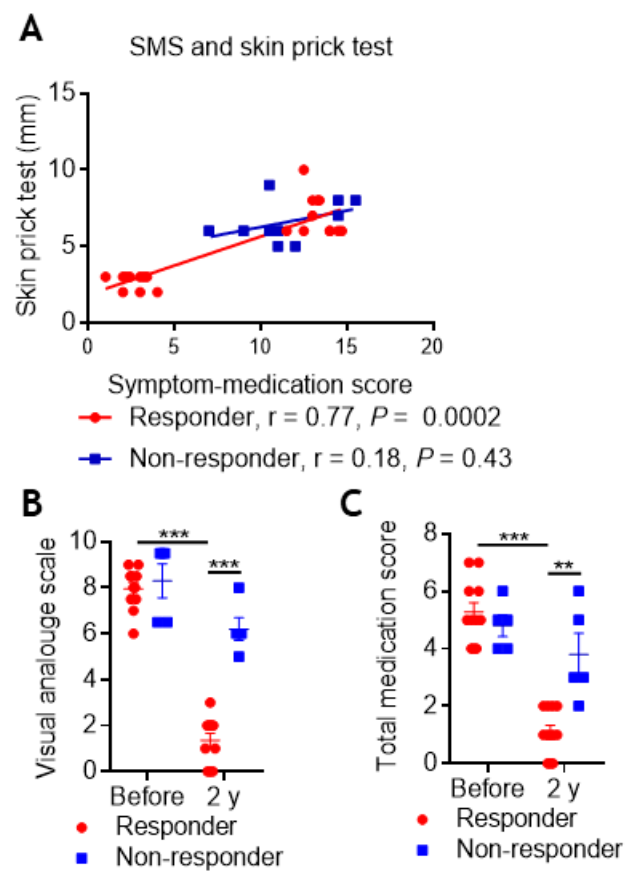 A
SMS and skin prick test
Skin prick test (mm)
15
10
5
0
0 5 10 15 20
Symptom-medication score
Responder, r = 0.77, P = 0.0002
Non-responder, r = 0.18, P = 0.43
B
Visual analouge scale
10
8
6
4
2
0
***
***
Before 2 y
Responder
Non-responder
C
Total medication score
8
6
4
2
0
***
**
Before 2 y
Responder
Non-responder